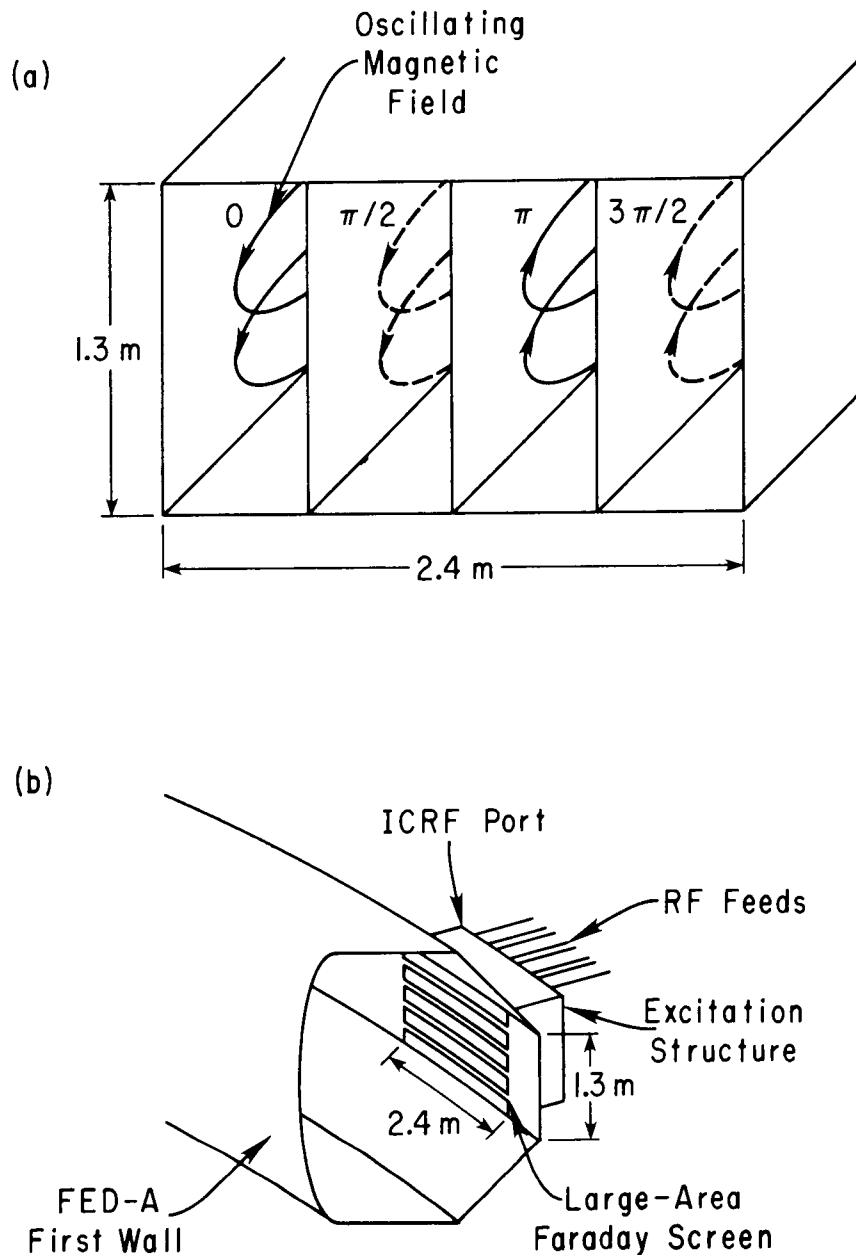 (a)
Oscillating
Magnetic
Field
0
π/2
π
3π/2
1.3 m
2.4 m
(b)
ICRF Port
RF Feeds
Excitation
Structure
1.3 m
2.4 m
FED-A
First Wall
Large-Area
Faraday Screen